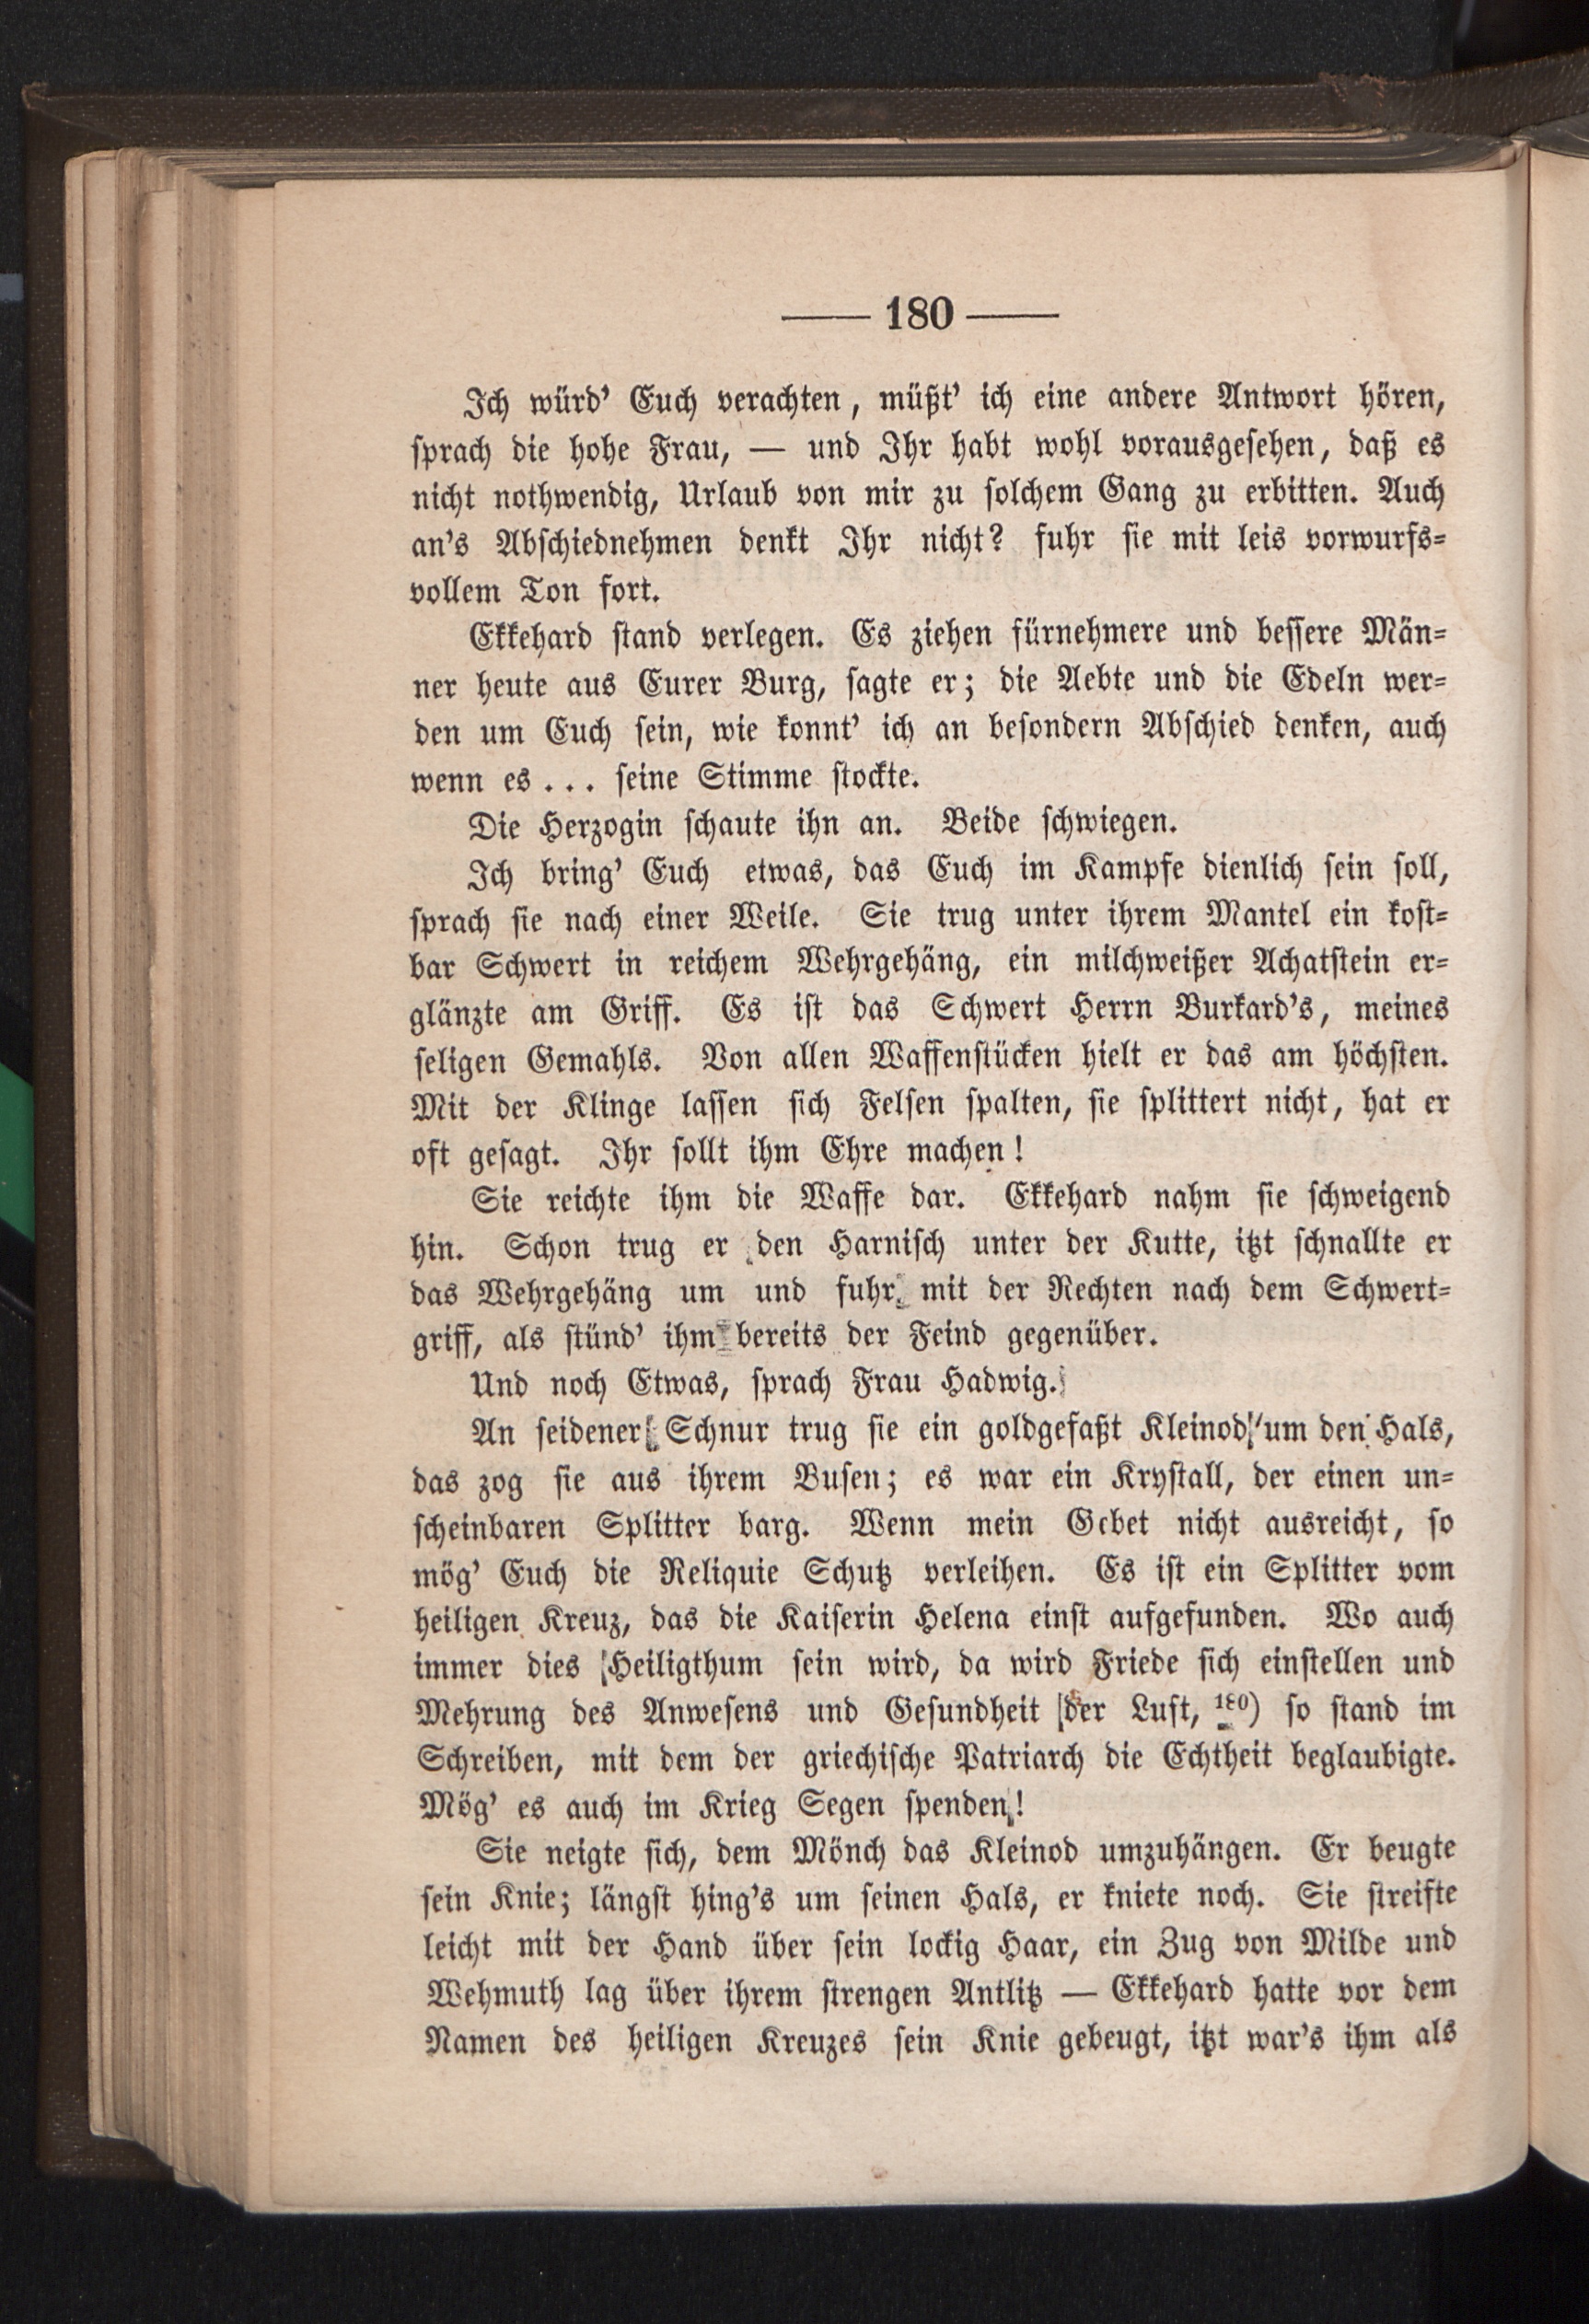 — 180 —
Ich würd' Euch verachten, müßt' ich eine andere Antwort hören,
sprach die hohe Frau, — und Ihr habt wohl vorausgesehen, daß es
nicht nothwendig, Urlaub von mir zu solchem Gang zu erbitten. Auch
an's Abschiednehmen denkt Ihr nicht? fuhr sie mit leis vorwurfs-
vollem Ton fort.
Ekkehard stand verlegen. Es ziehen fürnehmere und bessere Män-
ner heute aus Eurer Burg, sagte er; die Aebte und die Edeln wer-
den um Euch sein, wie konnt' ich an besondern Abschied denken, auch
wenn es ... seine Stimme stockte.
Die Herzogin schaute ihn an. Beide schwiegen.
Ich bring' Euch etwas, das Euch im Kampfe dienlich sein soll,
sprach sie nach einer Weile. Sie trug unter ihrem Mantel ein kost-
bar Schwert in reichem Wehrgehäng, ein milchweißer Achatstein er-
glänzte am Griff. Es ist das Schwert Herrn Burkard's, meines
seligen Gemahls. Von allen Waffenstücken hielt er das am höchsten.
Mit der Klinge lassen sich Felsen spalten, sie splittert nicht, hat er
oft gesagt. Ihr sollt ihm Ehre machen!
Sie reichte ihm die Waffe dar. Ekkehard nahm sie schweigend
hin. Schon trug er den Harnisch unter der Kutte, itzt schnallte er
das Wehrgehäng um und fuhr mit der Rechten nach dem Schwert-
griff, als stünd' ihm bereits der Feind gegenüber.
Und noch Etwas, sprach Frau Hadwig.
An seidener Schnur trug sie ein goldgefaßt Kleinod um den Hals,
das zog sie aus ihrem Busen; es war ein Krystall, der einen un-
scheinbaren Splitter barg. Wenn mein Gebet nicht ausreicht, so
mög' Euch die Reliquie Schutz verleihen. Es ist ein Splitter vom
heiligen Kreuz, das die Kaiserin Helena einst aufgefunden. Wo auch
immer dies Heiligthum sein wird, da wird Friede sich einstellen und
Mehrung des Anwesens und Gesundheit der Luft, ¹⁸⁰) so stand im
Schreiben, mit dem der griechische Patriarch die Echtheit beglaubigte.
Mög' es auch im Krieg Segen spenden!
Sie neigte sich, dem Mönch das Kleinod umzuhängen. Er beugte
sein Knie; längst hing's um seinen Hals, er kniete noch. Sie streifte
leicht mit der Hand über sein lockig Haar, ein Zug von Milde und
Wehmuth lag über ihrem strengen Antlitz — Ekkehard hatte vor dem
Namen des heiligen Kreuzes sein Knie gebeugt, itzt war's ihm als